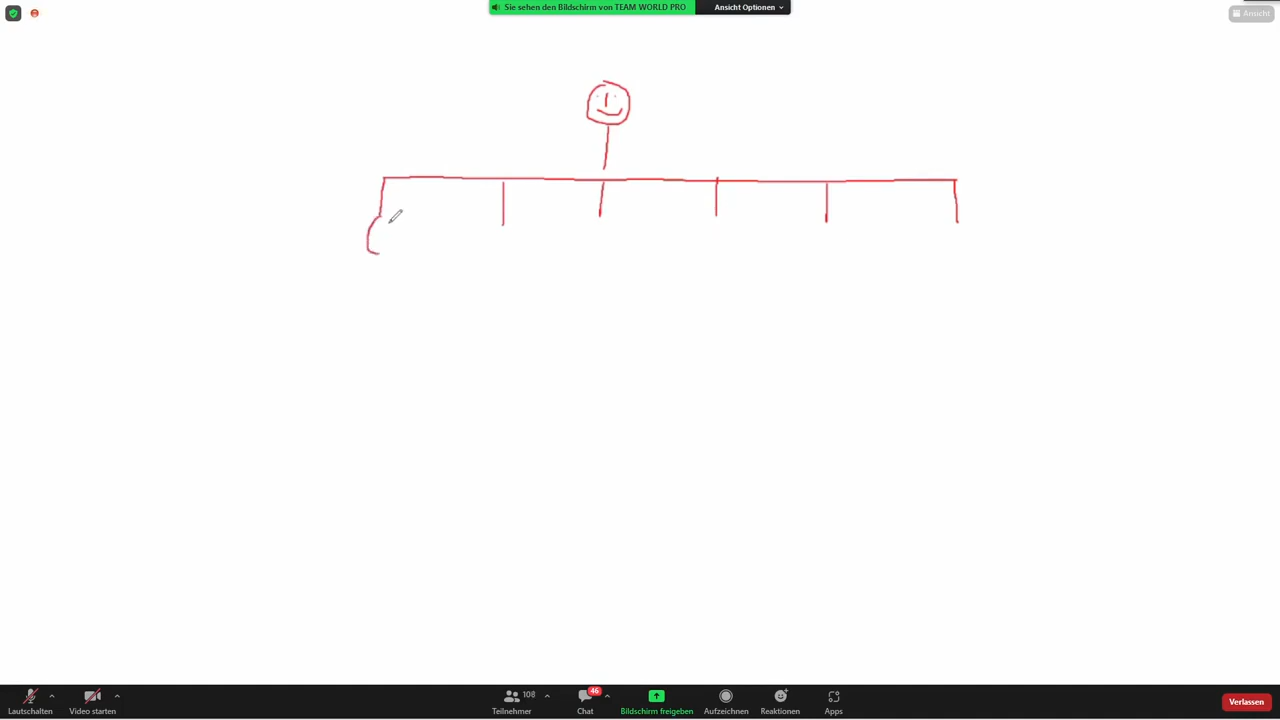 Sie sehen den Bildschirm von TEAM WORLD PRO
Ansicht Optionen
Ansicht
Lautschalten
Video starten
108
Teilnehmer
46
Chat
Bildschirm freigeben
Aufzeichnen
Reaktionen
Apps
Verlassen